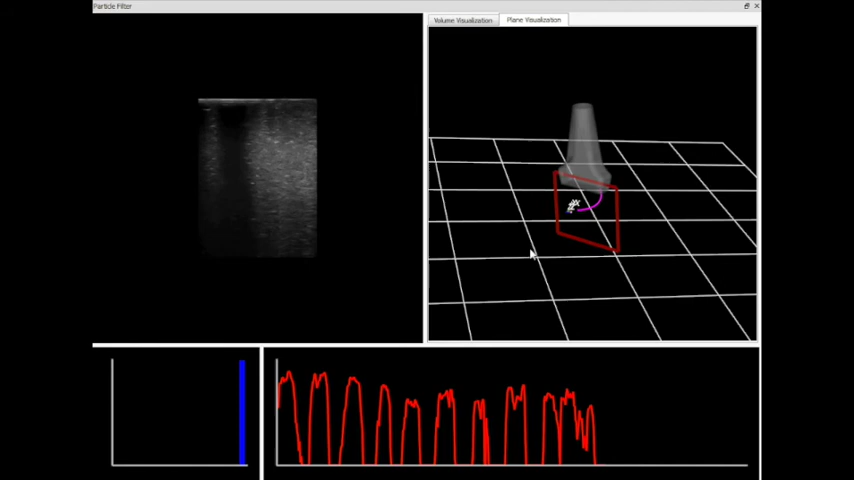 Particle Filter
Volume Visualization
Plane Visualization